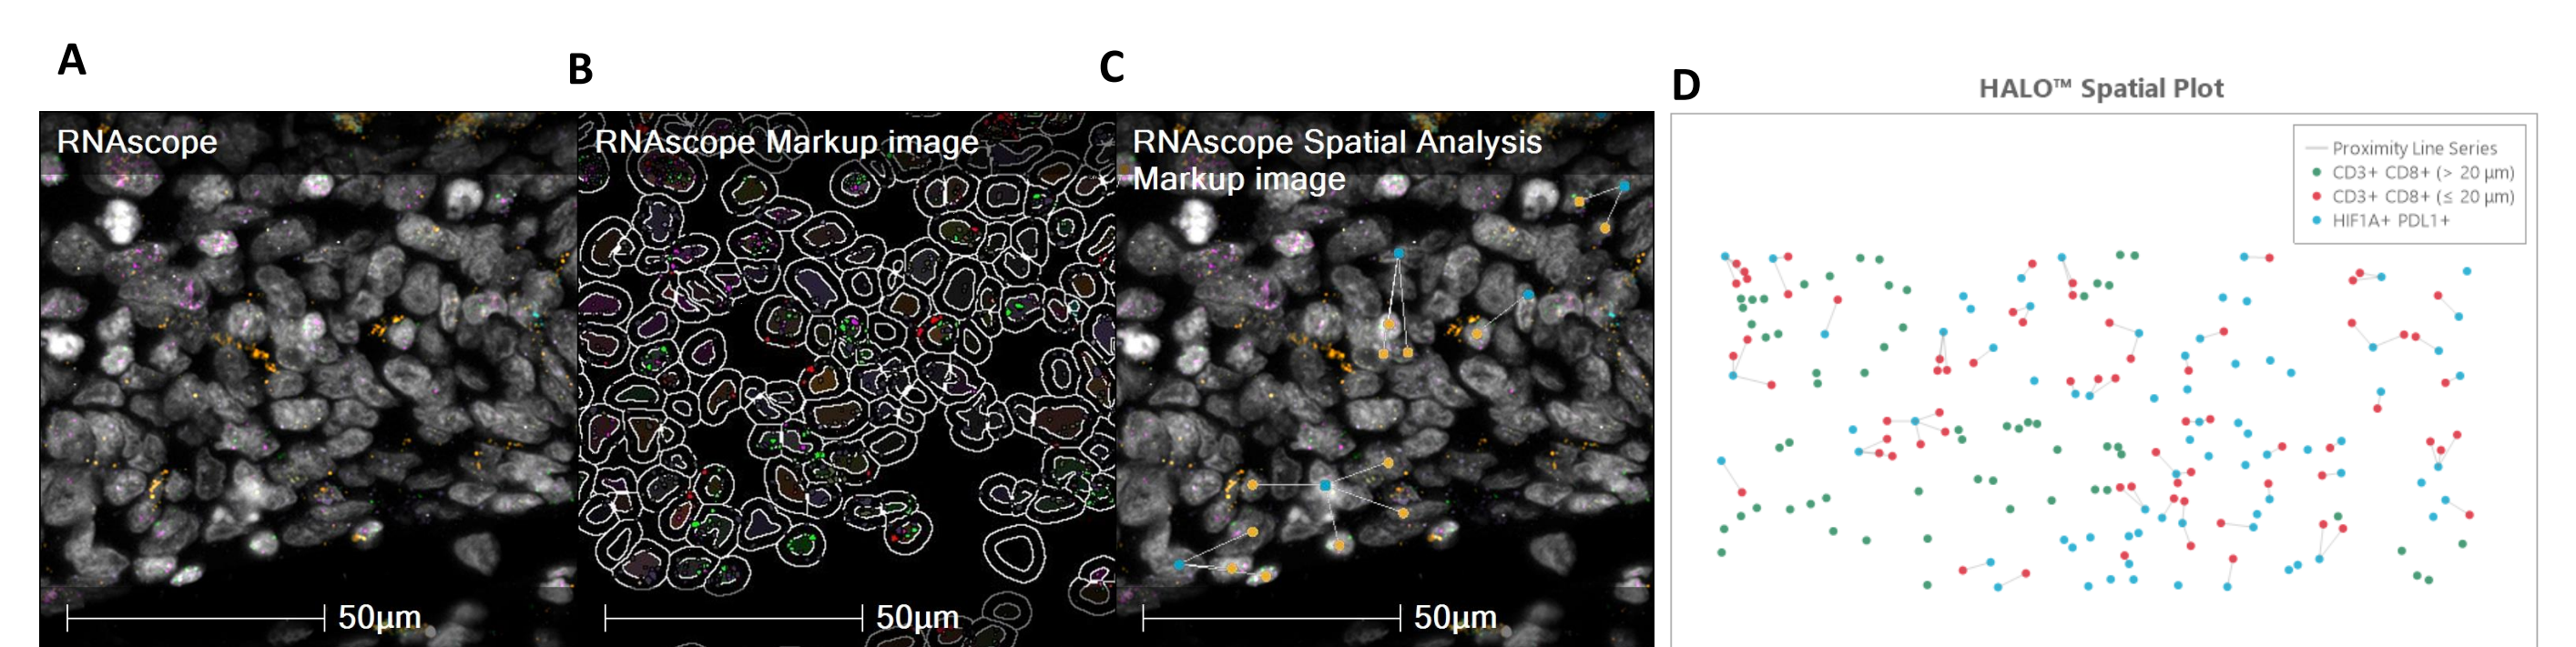 A
B
C
D
RNAscope
RNAscope Markup image
RNAscope Spatial Analysis
Markup image
50µm
50µm
50µm
HALO™ Spatial Plot
Proximity Line Series
CD3+ CD8+ (> 20 µm)
CD3+ CD8+ (≤ 20 µm)
HIF1A+ PDL1+